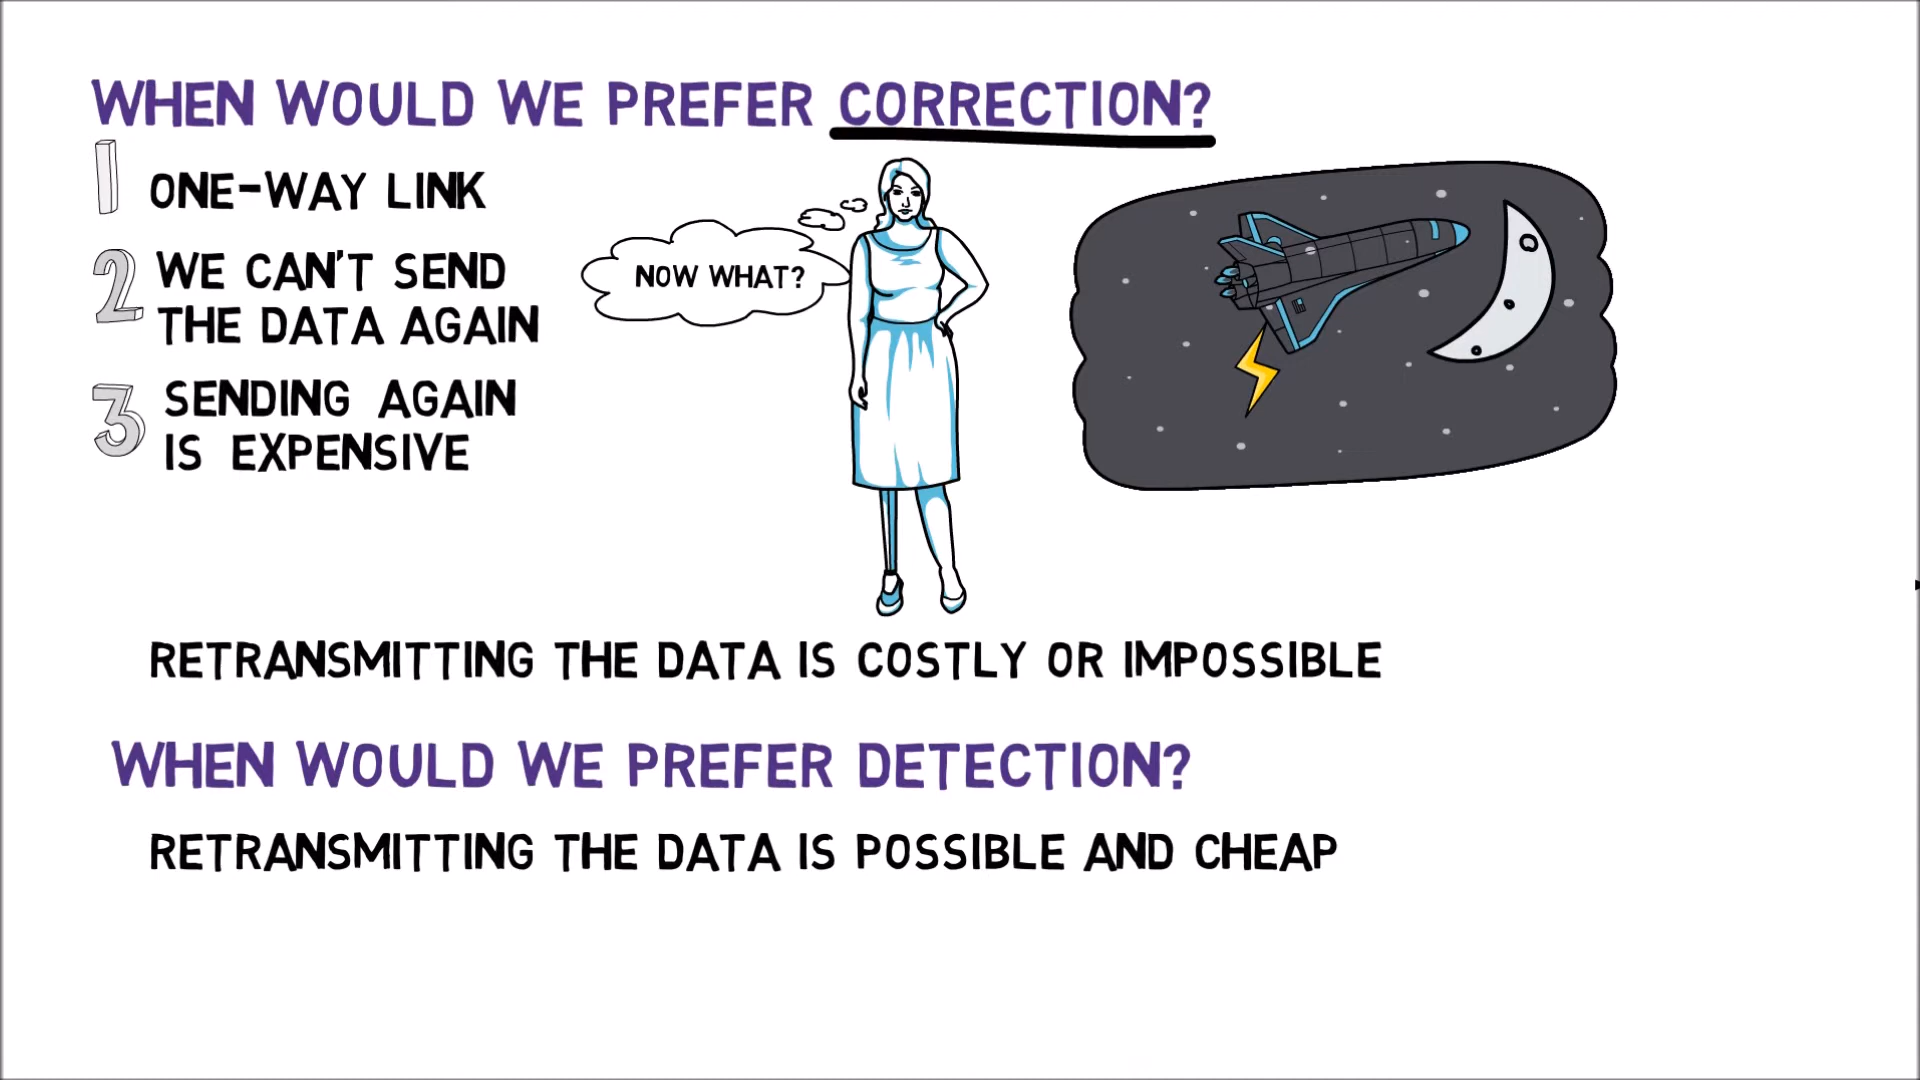 WHEN WOULD WE PREFER CORRECTION?
1 ONE-WAY LINK
2 WE CAN'T SEND
THE DATA AGAIN
3 SENDING AGAIN
IS EXPENSIVE
NOW WHAT?
RETRANSMITTING THE DATA IS COSTLY OR IMPOSSIBLE
WHEN WOULD WE PREFER DETECTION?
RETRANSMITTING THE DATA IS POSSIBLE AND CHEAP